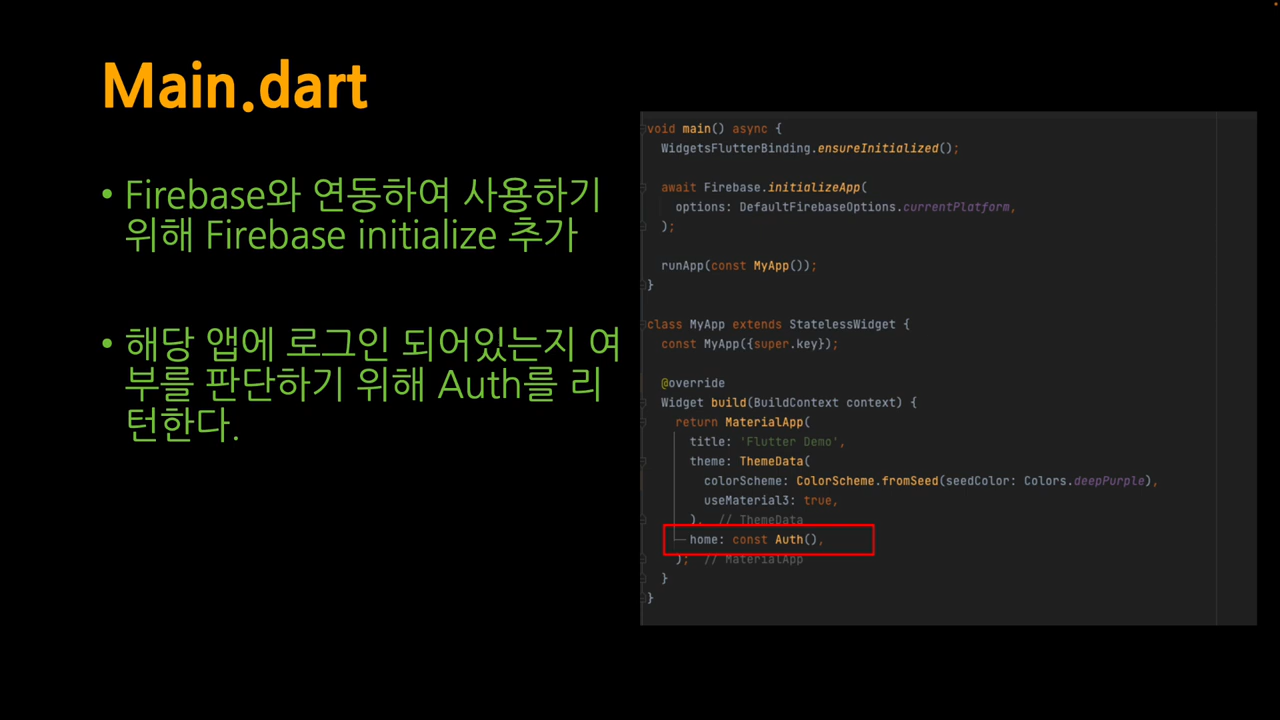 Main.dart
• Firebase와 연동하여 사용하기
위해 Firebase initialize 추가
• 해당 앱에 로그인 되어있는지 여
부를 판단하기 위해 Auth를 리
턴한다.
void main() async {
WidgetsFlutterBinding.ensureInitialized();
await Firebase.initializeApp(
options: DefaultFirebaseOptions.currentPlatform,
);
runApp(const MyApp());
}
class MyApp extends StatelessWidget {
const MyApp({super.key});
@override
Widget build(BuildContext context) {
return MaterialApp(
title: 'Flutter Demo',
theme: ThemeData(
colorScheme: ColorScheme.fromSeed(seedColor: Colors.deepPurple),
useMaterial3: true,
), // ThemeData
home: const Auth(),
); // MaterialApp
}
}